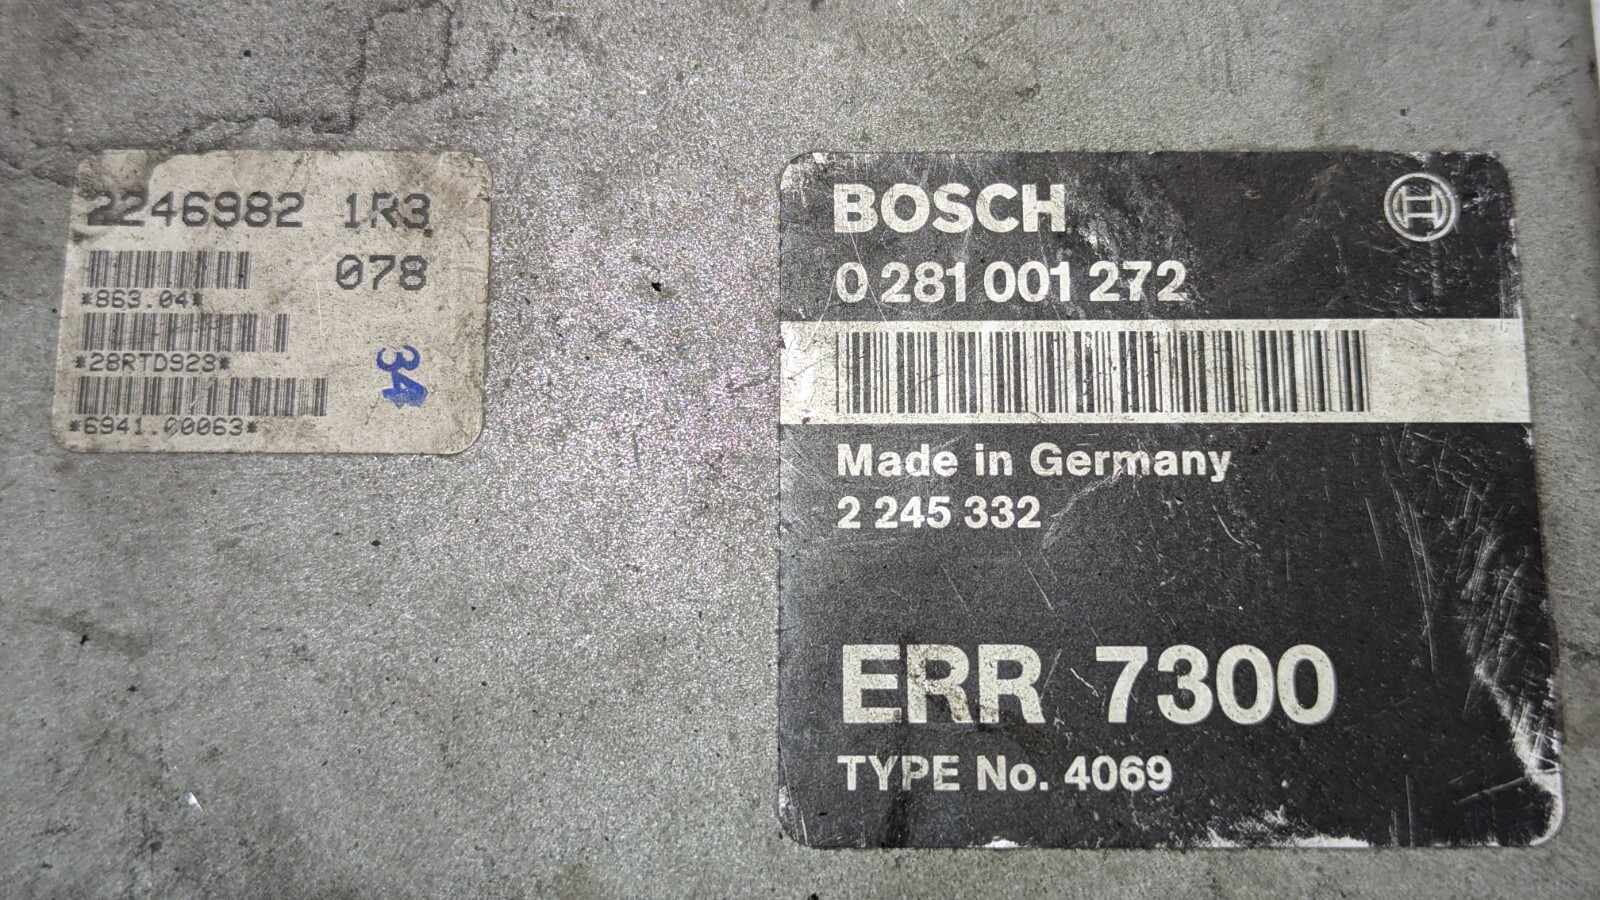 2246982 1R3
078
*863.04*
*28RTD923*
34
*6941.00063*
BOSCH
0 281 001 272
Made in Germany
2 245 332
ERR 7300
TYPE No. 4069